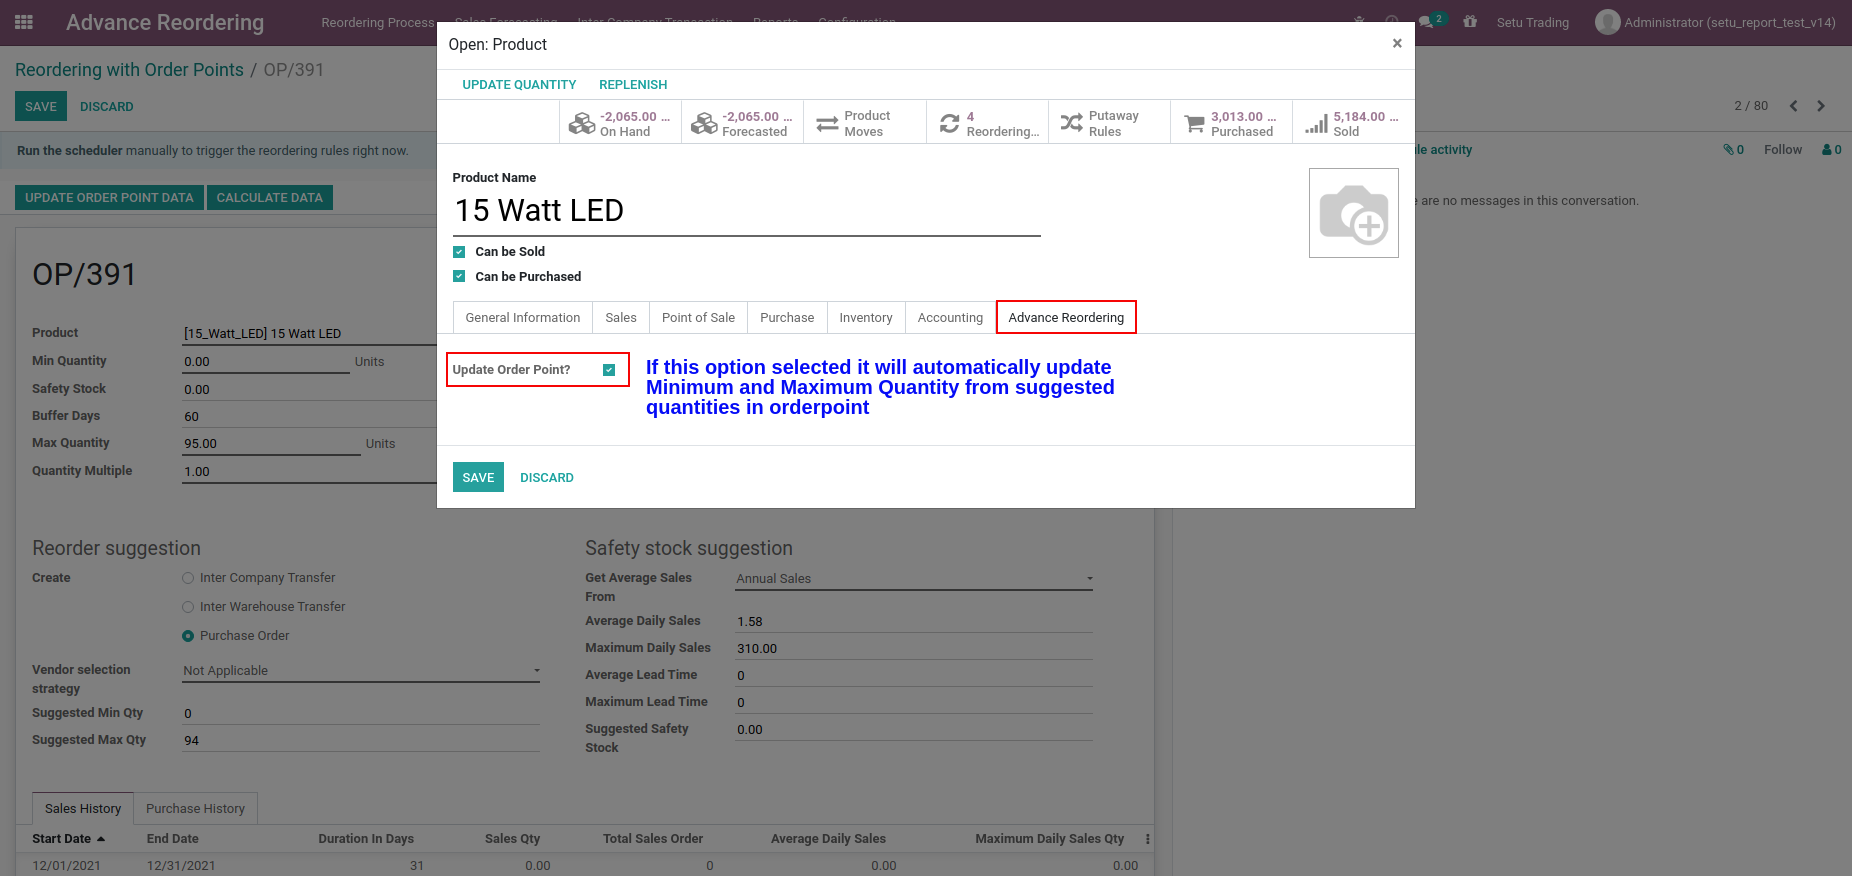 Advance Reordering
Reordering Process Sales Forecasting Inter Company Transaction Reports Configuration
2 Setu Trading Administrator (setu_report_test_v14)
Reordering with Order Points / OP/391
SAVE DISCARD
2 / 80
Run the scheduler manually to trigger the reordering rules right now.
le activity
0 Follow 0
UPDATE ORDER POINT DATA CALCULATE DATA
e are no messages in this conversation.
Open: Product ×
UPDATE QUANTITY REPLENISH
-2,065.00 ...
On Hand
-2,065.00 ...
Forecasted
Product
Moves
4
Reordering...
Putaway
Rules
3,013.00 ...
Purchased
5,184.00 ...
Sold
Product Name
15 Watt LED
Can be Sold
Can be Purchased
General Information Sales Point of Sale Purchase Inventory Accounting Advance Reordering
Update Order Point?
If this option selected it will automatically update
Minimum and Maximum Quantity from suggested
quantities in orderpoint
SAVE DISCARD
OP/391
Product [15_Watt_LED] 15 Watt LED
Min Quantity 0.00 Units
Safety Stock 0.00
Buffer Days 60
Max Quantity 95.00 Units
Quantity Multiple 1.00
Reorder suggestion
Create Inter Company Transfer
Inter Warehouse Transfer
Purchase Order
Vendor selection
strategy
Not Applicable
Suggested Min Qty 0
Suggested Max Qty 94
Safety stock suggestion
Get Average Sales
From
Annual Sales
Average Daily Sales 1.58
Maximum Daily Sales 310.00
Average Lead Time 0
Maximum Lead Time 0
Suggested Safety
Stock
0.00
Sales History Purchase History
Start Date End Date Duration In Days Sales Qty Total Sales Order Average Daily Sales Maximum Daily Sales Qty
12/01/2021 12/31/2021 31 0.00 0 0.00 0.00